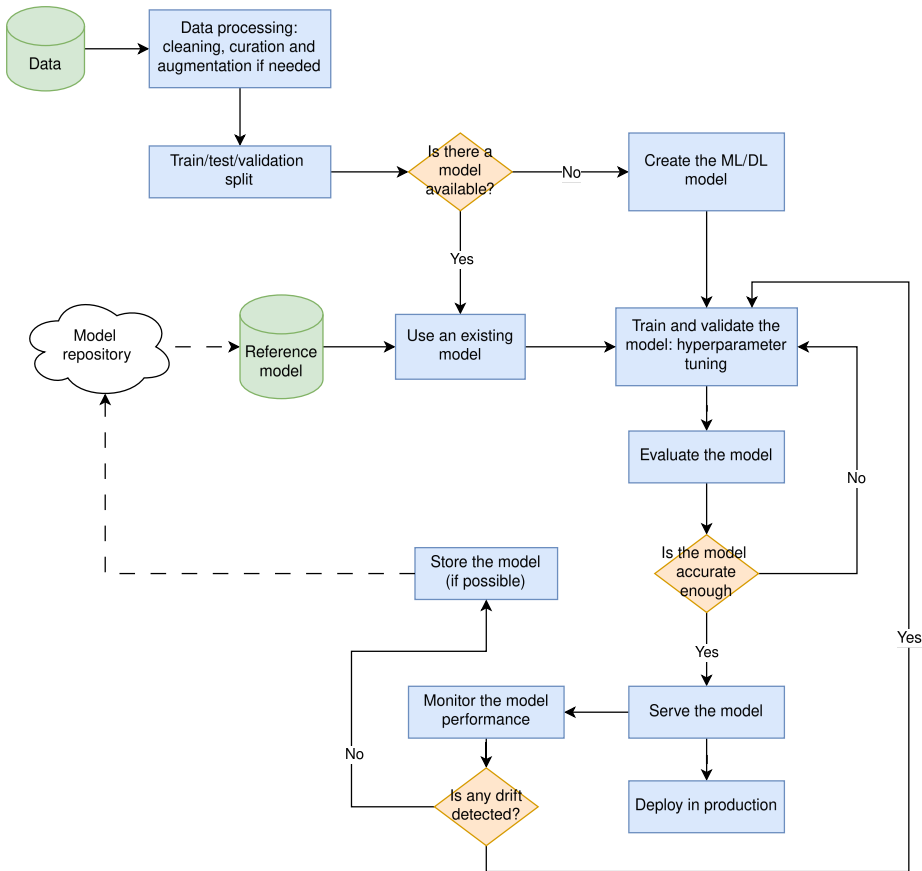 Data processing:
cleaning, curation and
augmentation if needed
Data
Train/test/validation
split
Is there a
model
available?
No
Create the ML/DL
model
Yes
Model
repository
Reference
model
Use an existing
model
Train and validate the
model: hyperparameter
tuning
Evaluate the model
No
Is the model
accurate
enough
Store the model
(if possible)
Yes
Yes
Monitor the model
performance
Serve the model
No
Is any drift
detected?
Deploy in production